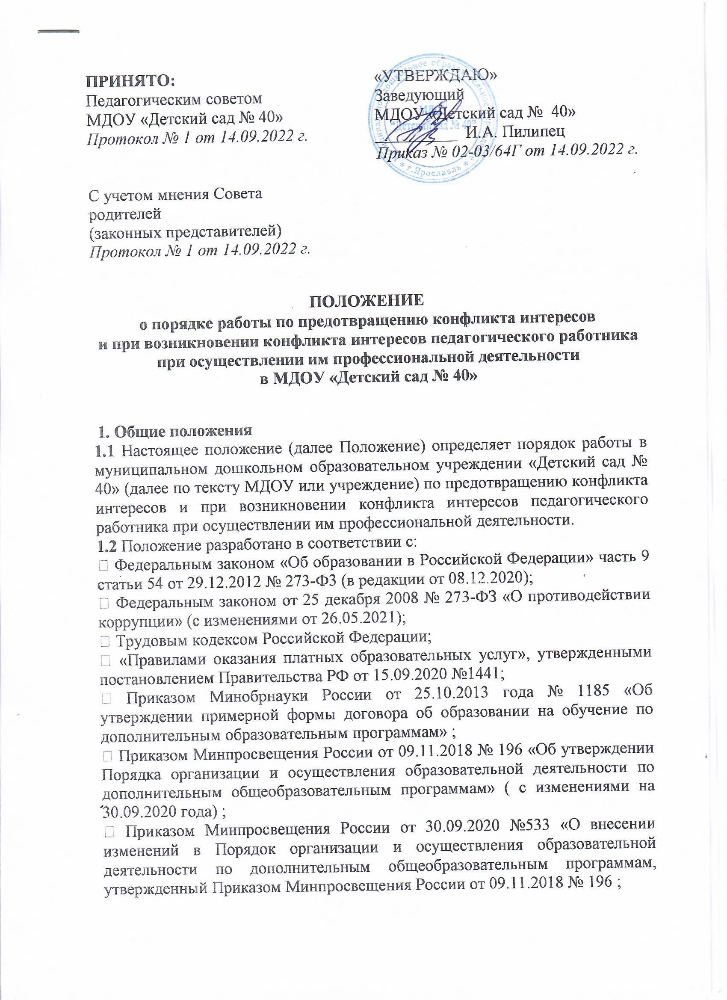 ПРИНЯТО:
Педагогическим советом
МДОУ «Детский сад № 40»
Протокол № 1 от 14.09.2022 г.
«УТВЕРЖДАЮ»
Заведующий
МДОУ «Детский сад № 40»
__________ И.А. Пилипец
Приказ № 02-03/64Г от 14.09.2022 г.
"Детский сад № 40"
* г.Ярославль *
С учетом мнения Совета
родителей
(законных представителей)
Протокол № 1 от 14.09.2022 г.
ПОЛОЖЕНИЕ
о порядке работы по предотвращению конфликта интересов
и при возникновении конфликта интересов педагогического работника
при осуществлении им профессиональной деятельности
в МДОУ «Детский сад № 40»
1. Общие положения
1.1 Настоящее положение (далее Положение) определяет порядок работы в
муниципальном дошкольном образовательном учреждении «Детский сад №
40» (далее по тексту МДОУ или учреждение) по предотвращению конфликта
интересов и при возникновении конфликта интересов педагогического
работника при осуществлении им профессиональной деятельности.
1.2 Положение разработано в соответствии с:
 Федеральным законом «Об образовании в Российской Федерации» часть 9
статьи 54 от 29.12.2012 № 273-ФЗ (в редакции от 08.12.2020);
 Федеральным законом от 25 декабря 2008 № 273-ФЗ «О противодействии
коррупции» (с изменениями от 26.05.2021);
 Трудовым кодексом Российской Федерации;
 «Правилами оказания платных образовательных услуг», утвержденными
постановлением Правительства РФ от 15.09.2020 №1441;
 Приказом Минобрнауки России от 25.10.2013 года № 1185 «Об
утверждении примерной формы договора об образовании на обучение по
дополнительным образовательным программам» ;
 Приказом Минпросвещения России от 09.11.2018 № 196 «Об утверждении
Порядка организации и осуществления образовательной деятельности по
дополнительным общеобразовательным программам» ( с изменениями на
30.09.2020 года) ;
 Приказом Минпросвещения России от 30.09.2020 №533 «О внесении
изменений в Порядок организации и осуществления образовательной
деятельности по дополнительным общеобразовательным программам,
утвержденный Приказом Минпросвещения России от 09.11.2018 № 196 ;